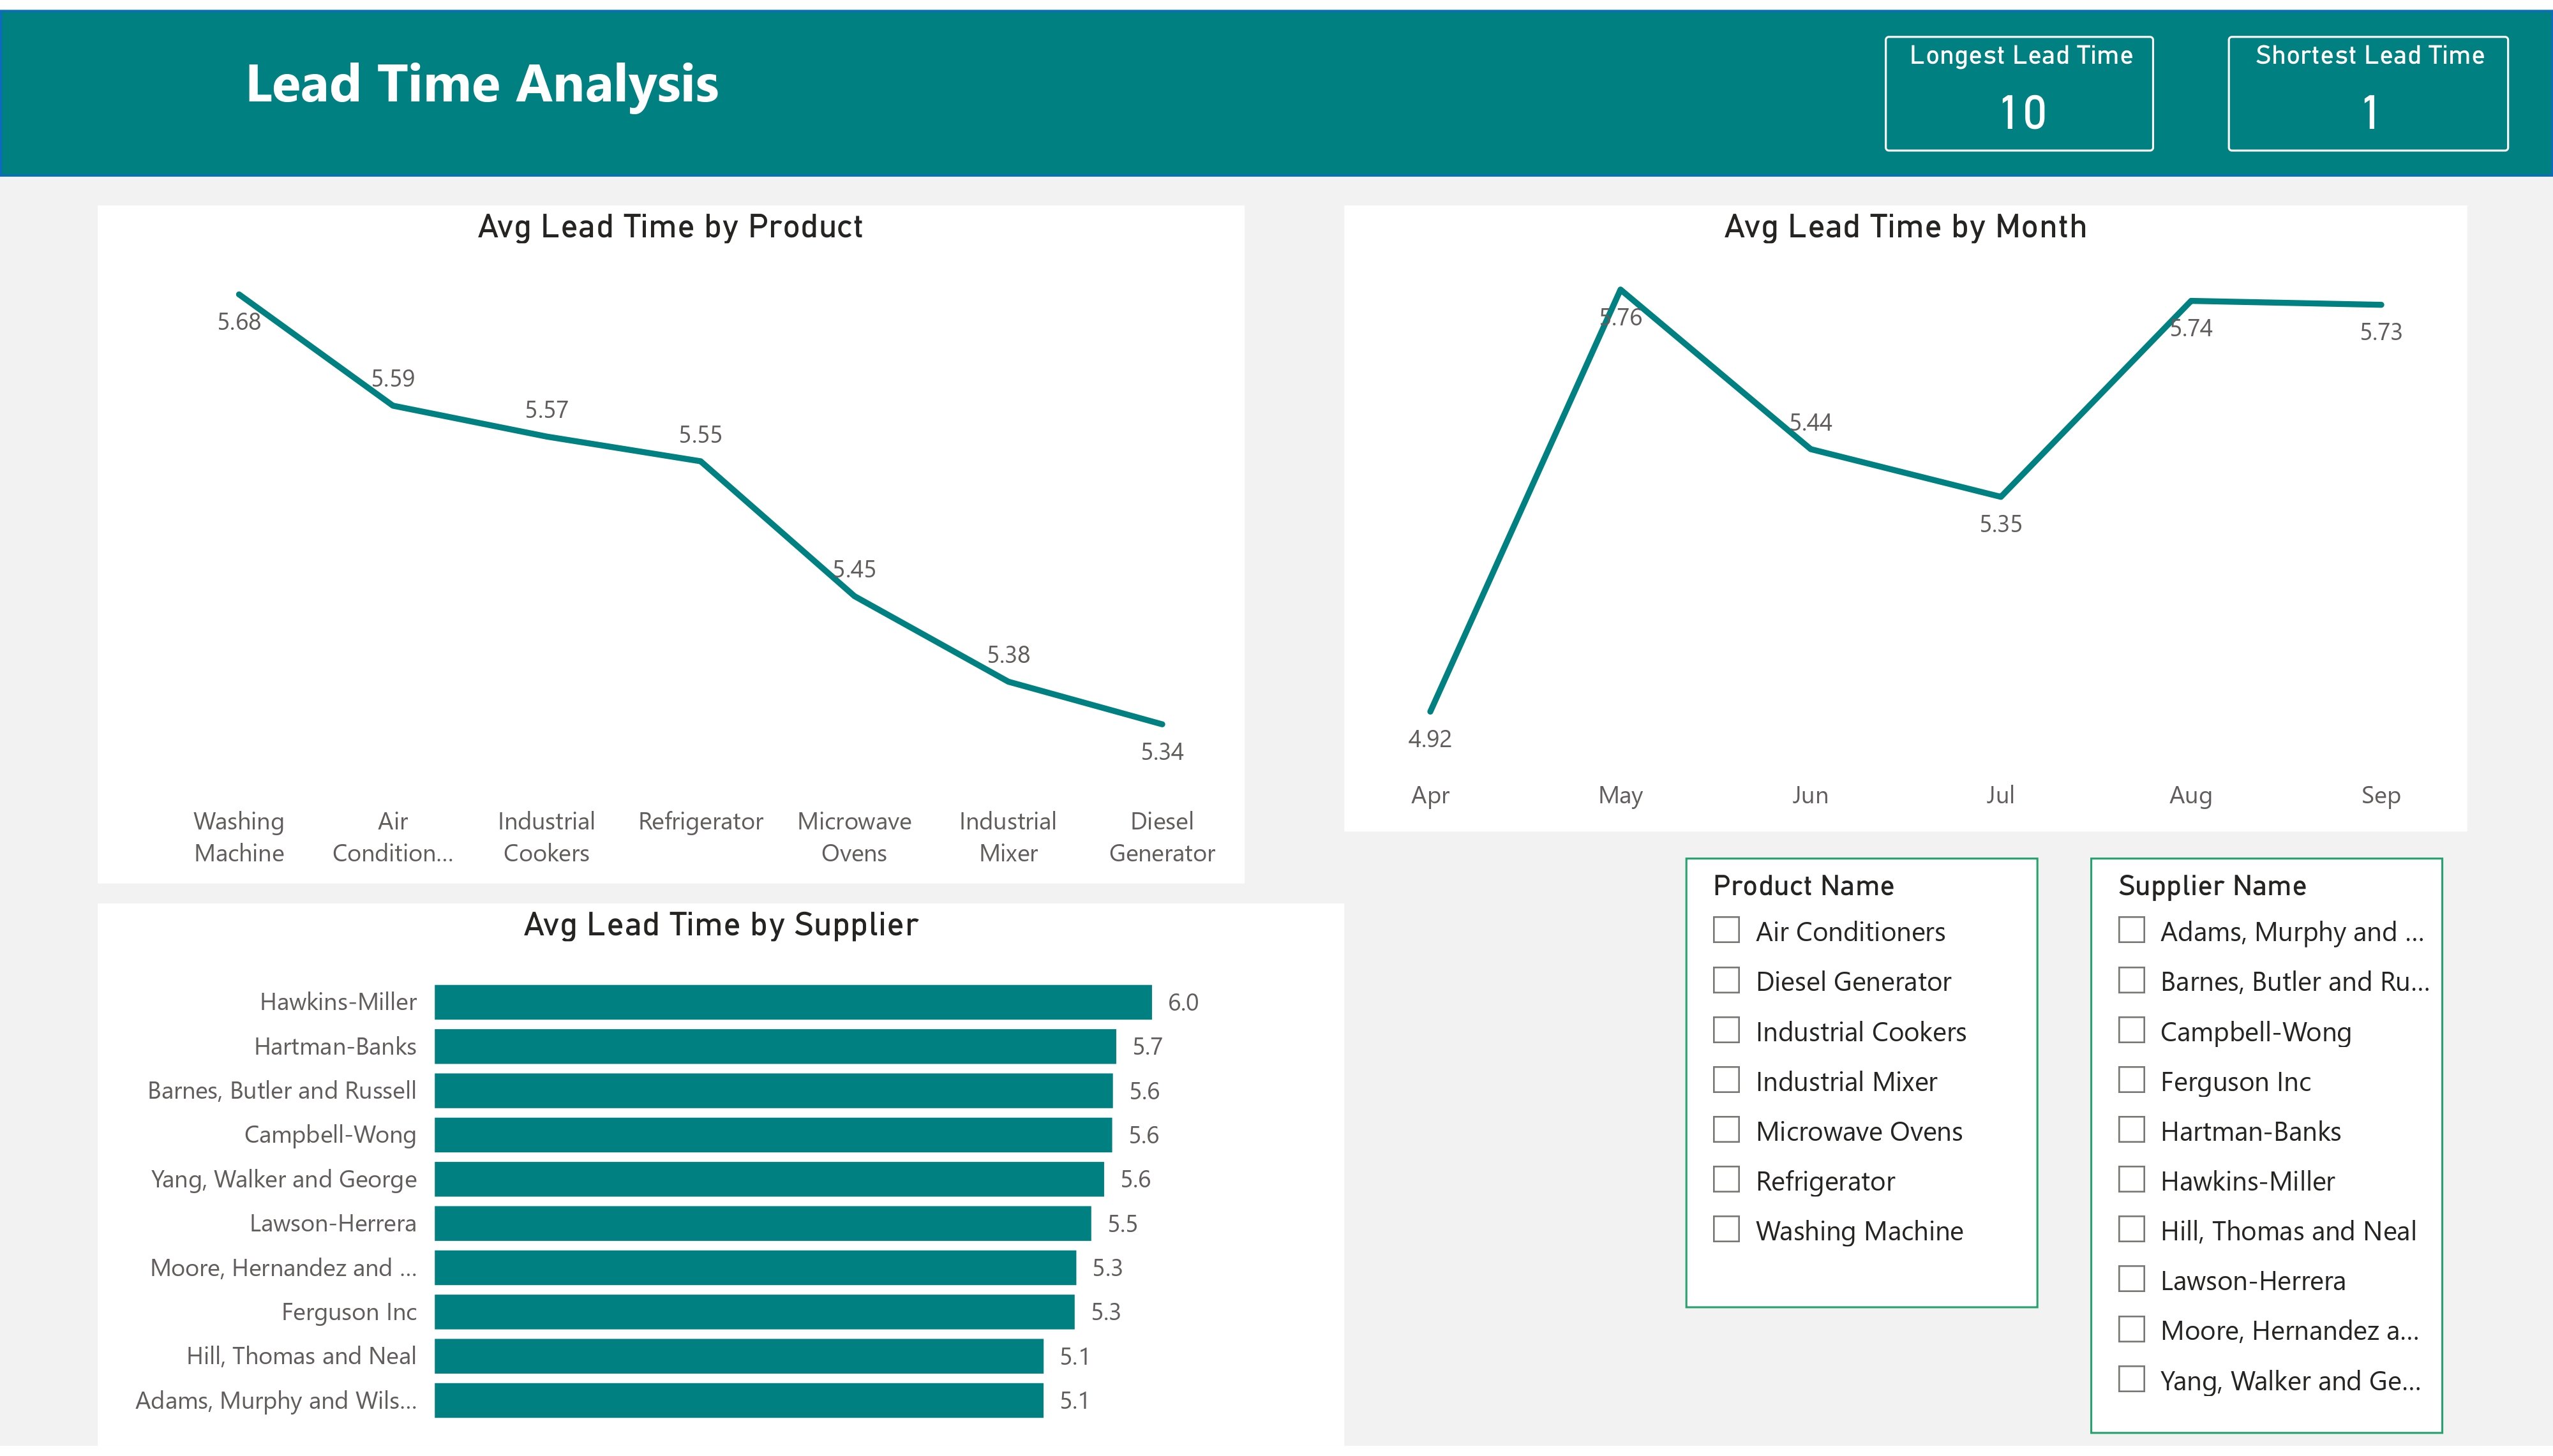 Lead Time Analysis
Longest Lead Time
10
Shortest Lead Time
1
Avg Lead Time by Product
5.68
5.59
5.57
5.55
5.45
5.38
5.34
Washing
Machine
Air
Condition...
Industrial
Cookers
Refrigerator
Microwave
Ovens
Industrial
Mixer
Diesel
Generator
Avg Lead Time by Month
4.92
5.76
5.44
5.35
5.74
5.73
Apr
May
Jun
Jul
Aug
Sep
Avg Lead Time by Supplier
Hawkins-Miller 6.0
Hartman-Banks 5.7
Barnes, Butler and Russell 5.6
Campbell-Wong 5.6
Yang, Walker and George 5.6
Lawson-Herrera 5.5
Moore, Hernandez and ... 5.3
Ferguson Inc 5.3
Hill, Thomas and Neal 5.1
Adams, Murphy and Wils... 5.1
Product Name
Air Conditioners
Diesel Generator
Industrial Cookers
Industrial Mixer
Microwave Ovens
Refrigerator
Washing Machine
Supplier Name
Adams, Murphy and ...
Barnes, Butler and Ru...
Campbell-Wong
Ferguson Inc
Hartman-Banks
Hawkins-Miller
Hill, Thomas and Neal
Lawson-Herrera
Moore, Hernandez a...
Yang, Walker and Ge...